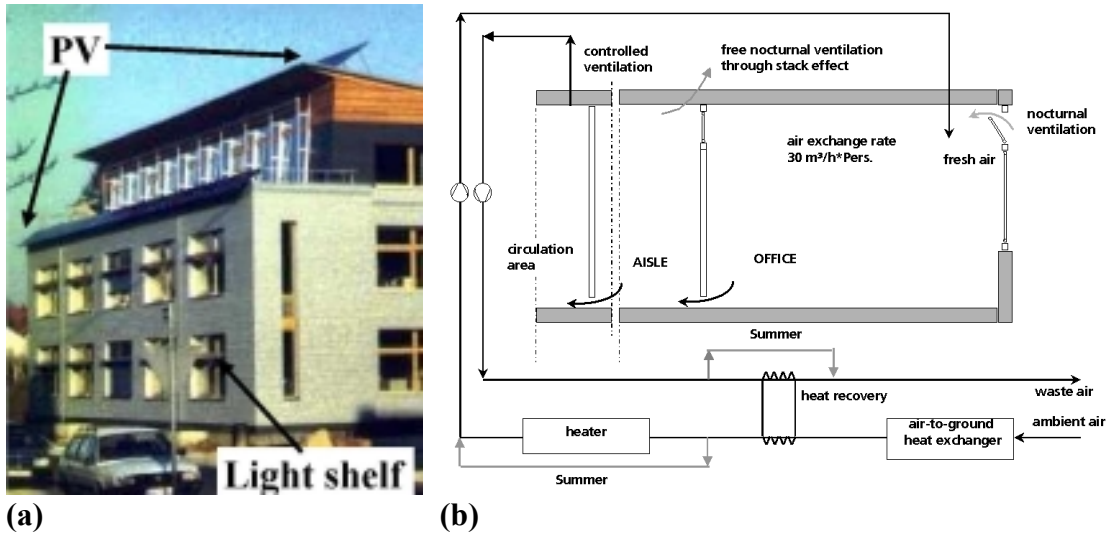 PV
Light shelf
(a)
controlled
ventilation
free nocturnal ventilation
through stack effect
nocturnal
ventilation
air exchange rate
30 m³/h*Pers.
fresh air
circulation
area
AISLE
OFFICE
Summer
heat recovery
waste air
heater
air-to-ground
heat exchanger
ambient air
Summer
(b)